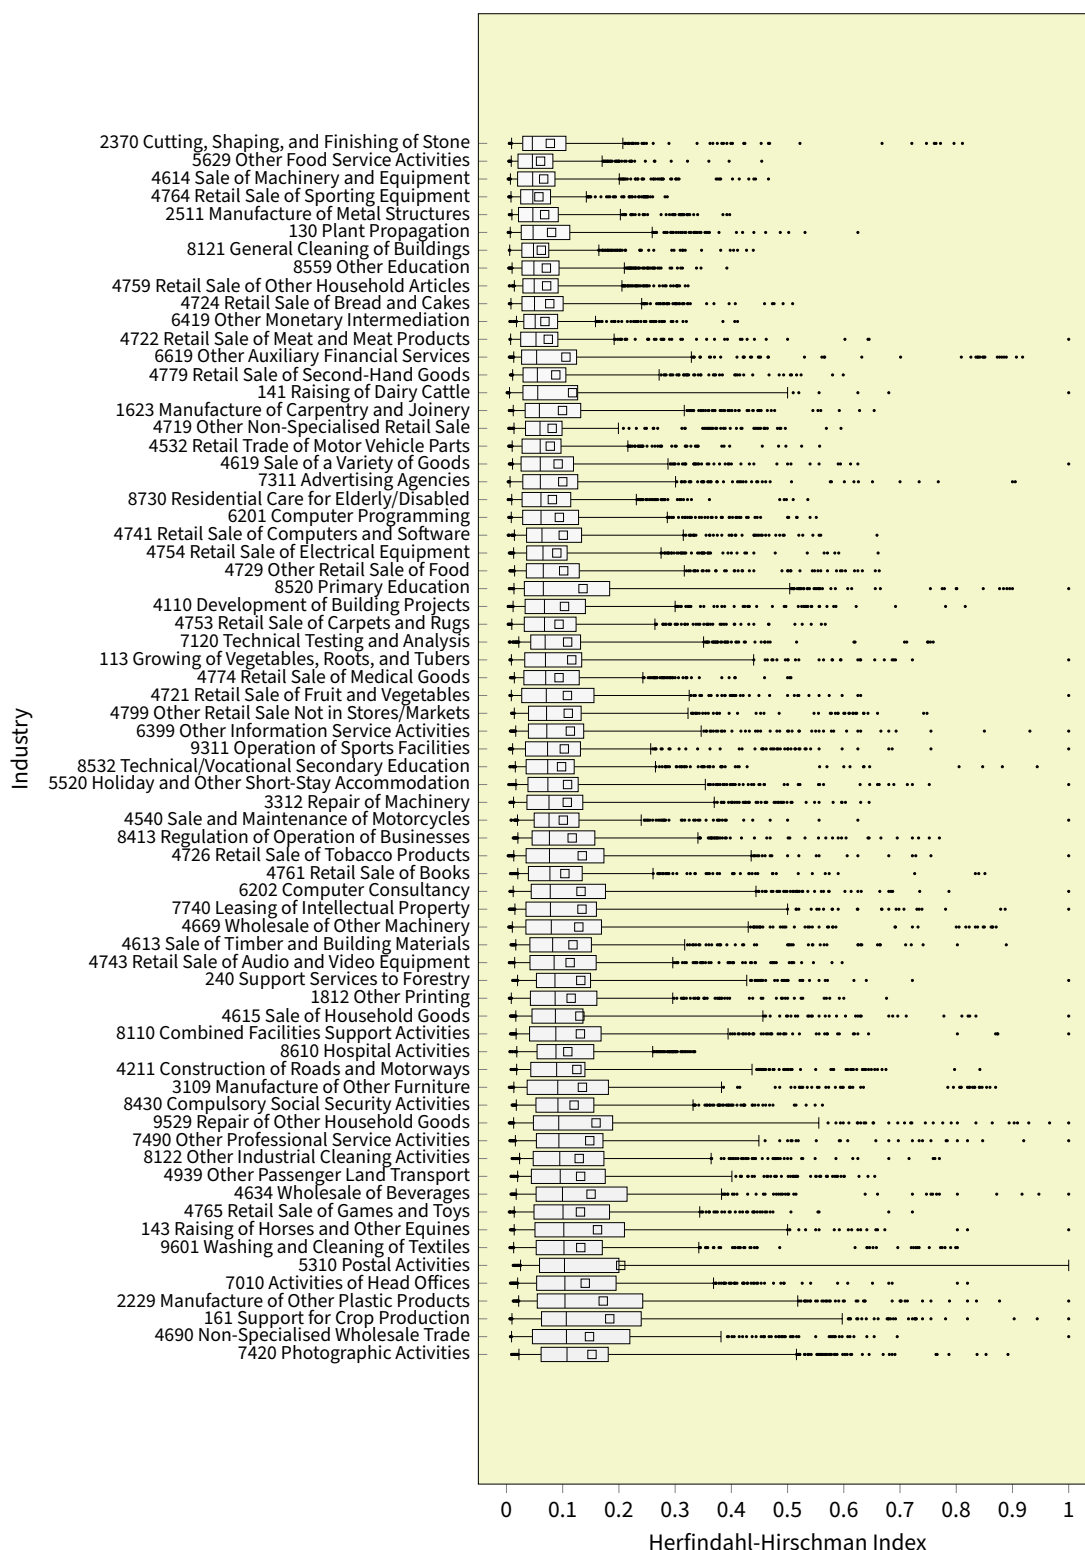 2370 Cutting, Shaping, and Finishing of Stone
5629 Other Food Service Activities
4614 Sale of Machinery and Equipment
4764 Retail Sale of Sporting Equipment
2511 Manufacture of Metal Structures
130 Plant Propagation
8121 General Cleaning of Buildings
8559 Other Education
4759 Retail Sale of Other Household Articles
4724 Retail Sale of Bread and Cakes
6419 Other Monetary Intermediation
4722 Retail Sale of Meat and Meat Products
6619 Other Auxiliary Financial Services
4779 Retail Sale of Second-Hand Goods
141 Raising of Dairy Cattle
1623 Manufacture of Carpentry and Joinery
4719 Other Non-Specialised Retail Sale
4532 Retail Trade of Motor Vehicle Parts
4619 Sale of a Variety of Goods
7311 Advertising Agencies
8730 Residential Care for Elderly/Disabled
6201 Computer Programming
4741 Retail Sale of Computers and Software
4754 Retail Sale of Electrical Equipment
4729 Other Retail Sale of Food
8520 Primary Education
4110 Development of Building Projects
4753 Retail Sale of Carpets and Rugs
7120 Technical Testing and Analysis
113 Growing of Vegetables, Roots, and Tubers
4774 Retail Sale of Medical Goods
4721 Retail Sale of Fruit and Vegetables
4799 Other Retail Sale Not in Stores/Markets
6399 Other Information Service Activities
9311 Operation of Sports Facilities
8532 Technical/Vocational Secondary Education
5520 Holiday and Other Short-Stay Accommodation
3312 Repair of Machinery
4540 Sale and Maintenance of Motorcycles
8413 Regulation of Operation of Businesses
4726 Retail Sale of Tobacco Products
4761 Retail Sale of Books
6202 Computer Consultancy
7740 Leasing of Intellectual Property
4669 Wholesale of Other Machinery
4613 Sale of Timber and Building Materials
4743 Retail Sale of Audio and Video Equipment
240 Support Services to Forestry
1812 Other Printing
4615 Sale of Household Goods
8110 Combined Facilities Support Activities
8610 Hospital Activities
4211 Construction of Roads and Motorways
3109 Manufacture of Other Furniture
8430 Compulsory Social Security Activities
9529 Repair of Other Household Goods
7490 Other Professional Service Activities
8122 Other Industrial Cleaning Activities
4939 Other Passenger Land Transport
4634 Wholesale of Beverages
4765 Retail Sale of Games and Toys
143 Raising of Horses and Other Equines
9601 Washing and Cleaning of Textiles
5310 Postal Activities
7010 Activities of Head Offices
2229 Manufacture of Other Plastic Products
161 Support for Crop Production
4690 Non-Specialised Wholesale Trade
7420 Photographic Activities
Industry
0 0.1 0.2 0.3 0.4 0.5 0.6 0.7 0.8 0.9 1
Herfindahl-Hirschman Index